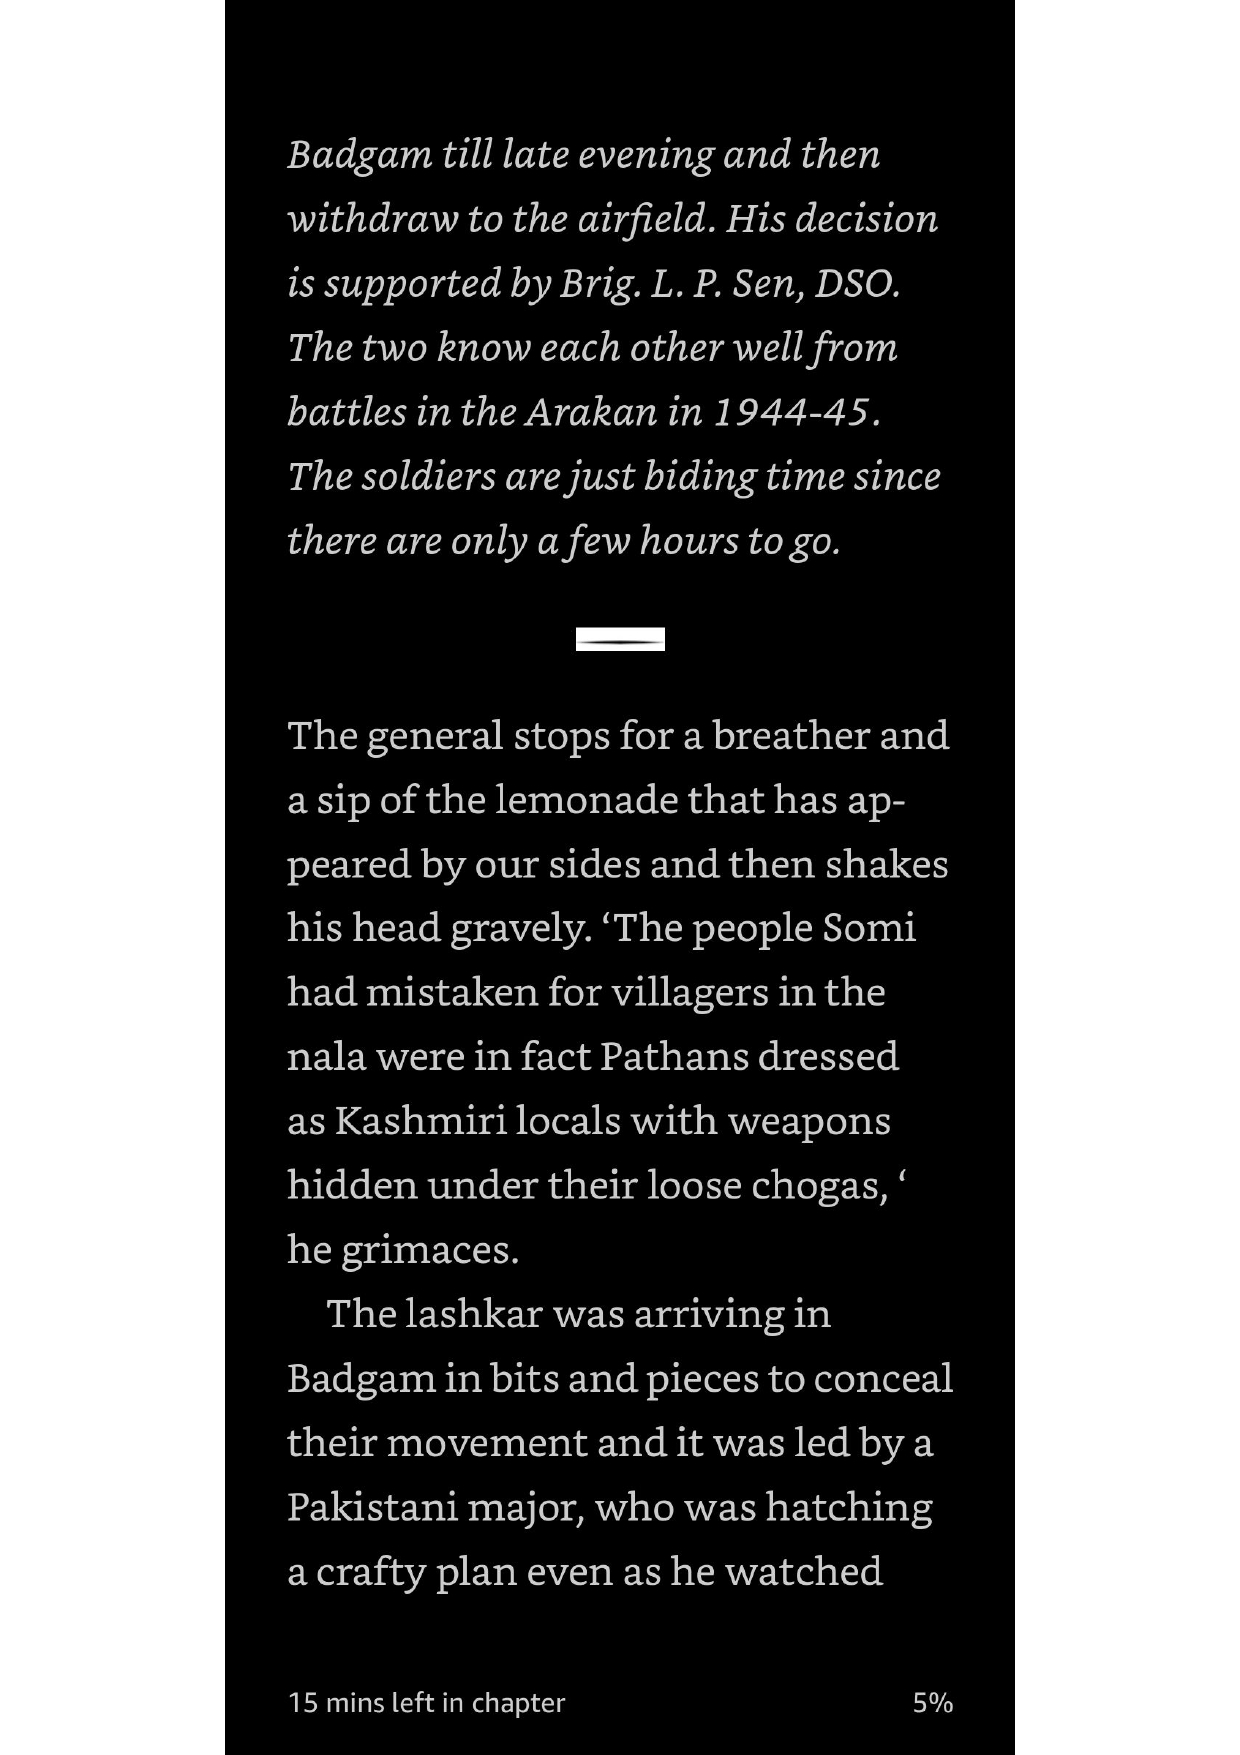 Badgam till late evening and then
withdraw to the airfield. His decision
is supported by Brig. L. P. Sen, DSO.
The two know each other well from
battles in the Arakan in 1944-45.
The soldiers are just biding time since
there are only a few hours to go.
The general stops for a breather and
a sip of the lemonade that has ap-
peared by our sides and then shakes
his head gravely. ‘The people Somi
had mistaken for villagers in the
nala were in fact Pathans dressed
as Kashmiri locals with weapons
hidden under their loose chogas, ‘
he grimaces.
The lashkar was arriving in
Badgam in bits and pieces to conceal
their movement and it was led by a
Pakistani major, who was hatching
a crafty plan even as he watched
15 mins left in chapter 5%